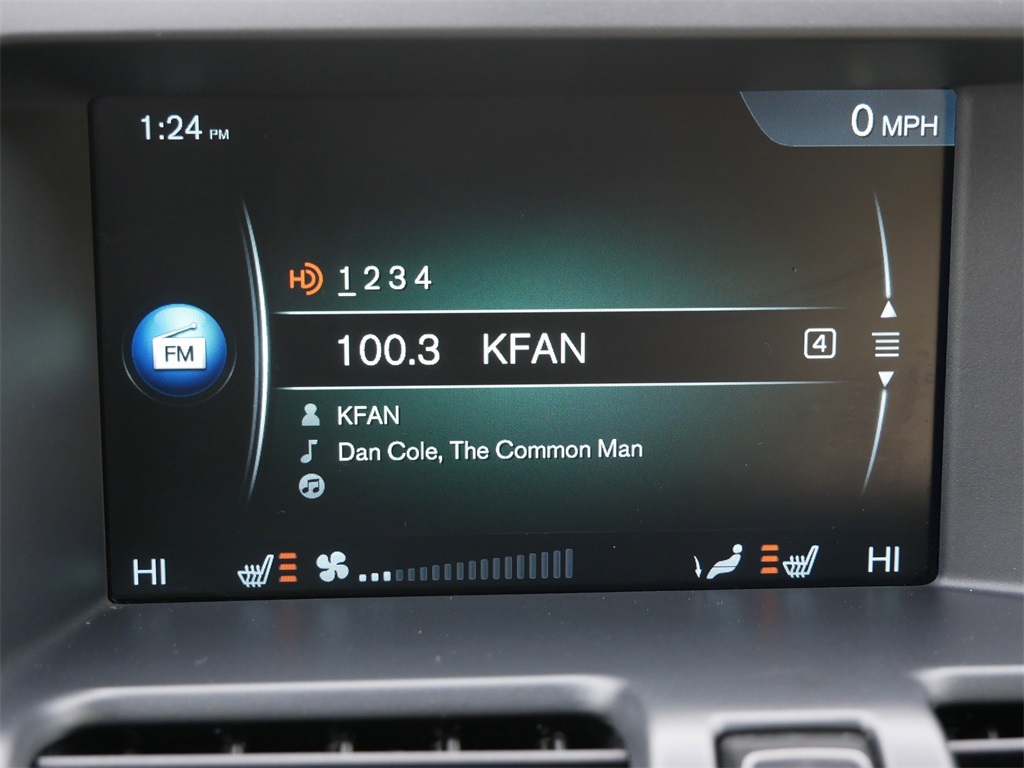 1:24 PM
0 MPH
HD 1 2 3 4
FM
100.3 KFAN 4
KFAN
Dan Cole, The Common Man
HI HI